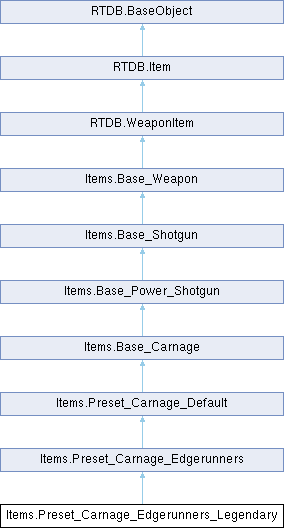 RTDB.BaseObject
RTDB.Item
RTDB.WeaponItem
Items.Base_Weapon
Items.Base_Shotgun
Items.Base_Power_Shotgun
Items.Base_Carnage
Items.Preset_Carnage_Default
Items.Preset_Carnage_Edgerunners
Items.Preset_Carnage_Edgerunners_Legendary